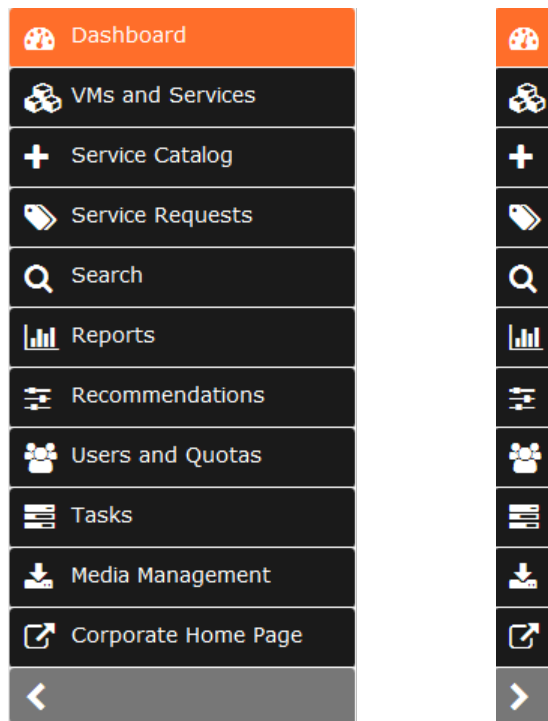 Dashboard
VMs and Services
Service Catalog
Service Requests
Search
Reports
Recommendations
Users and Quotas
Tasks
Media Management
Corporate Home Page